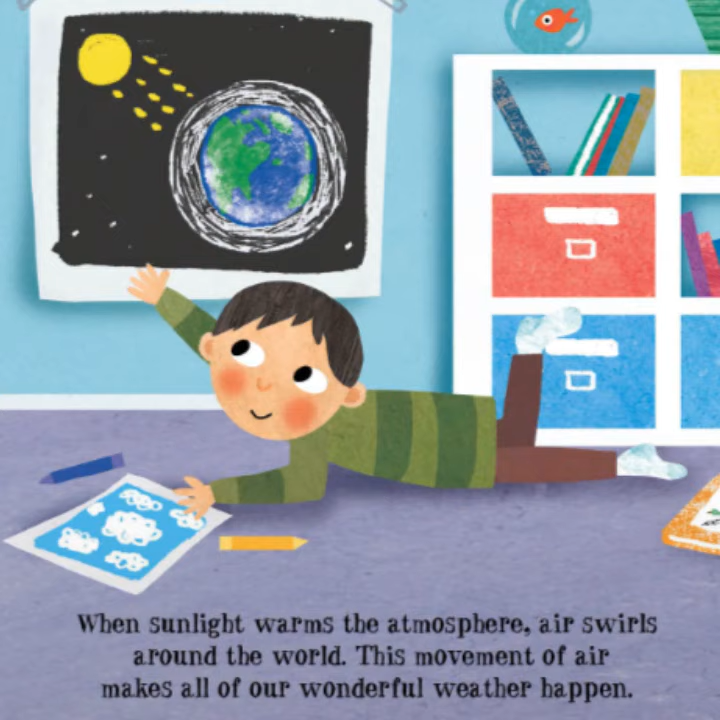 When sunlight warms the atmosphere, air swirls
around the world. This movement of air
makes all of our wonderful weather happen.